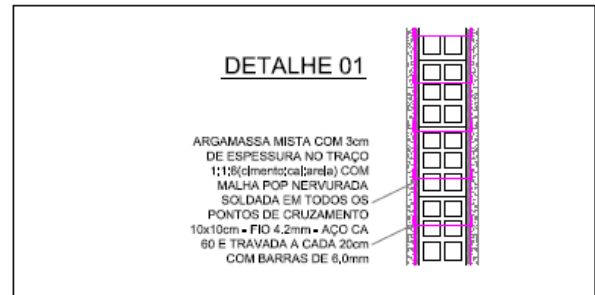 DETALHE 01
ARGAMASSA MISTA COM 3cm
DE ESPESSURA NO TRAÇO
1;1;6(cimento;cal;areia) COM
MALHA POP NERVURADA
SOLDADA EM TODOS OS
PONTOS DE CRUZAMENTO
10x10cm - FIO 4.2mm - AÇO CA
60 E TRAVADA A CADA 20cm
COM BARRAS DE 6,0mm